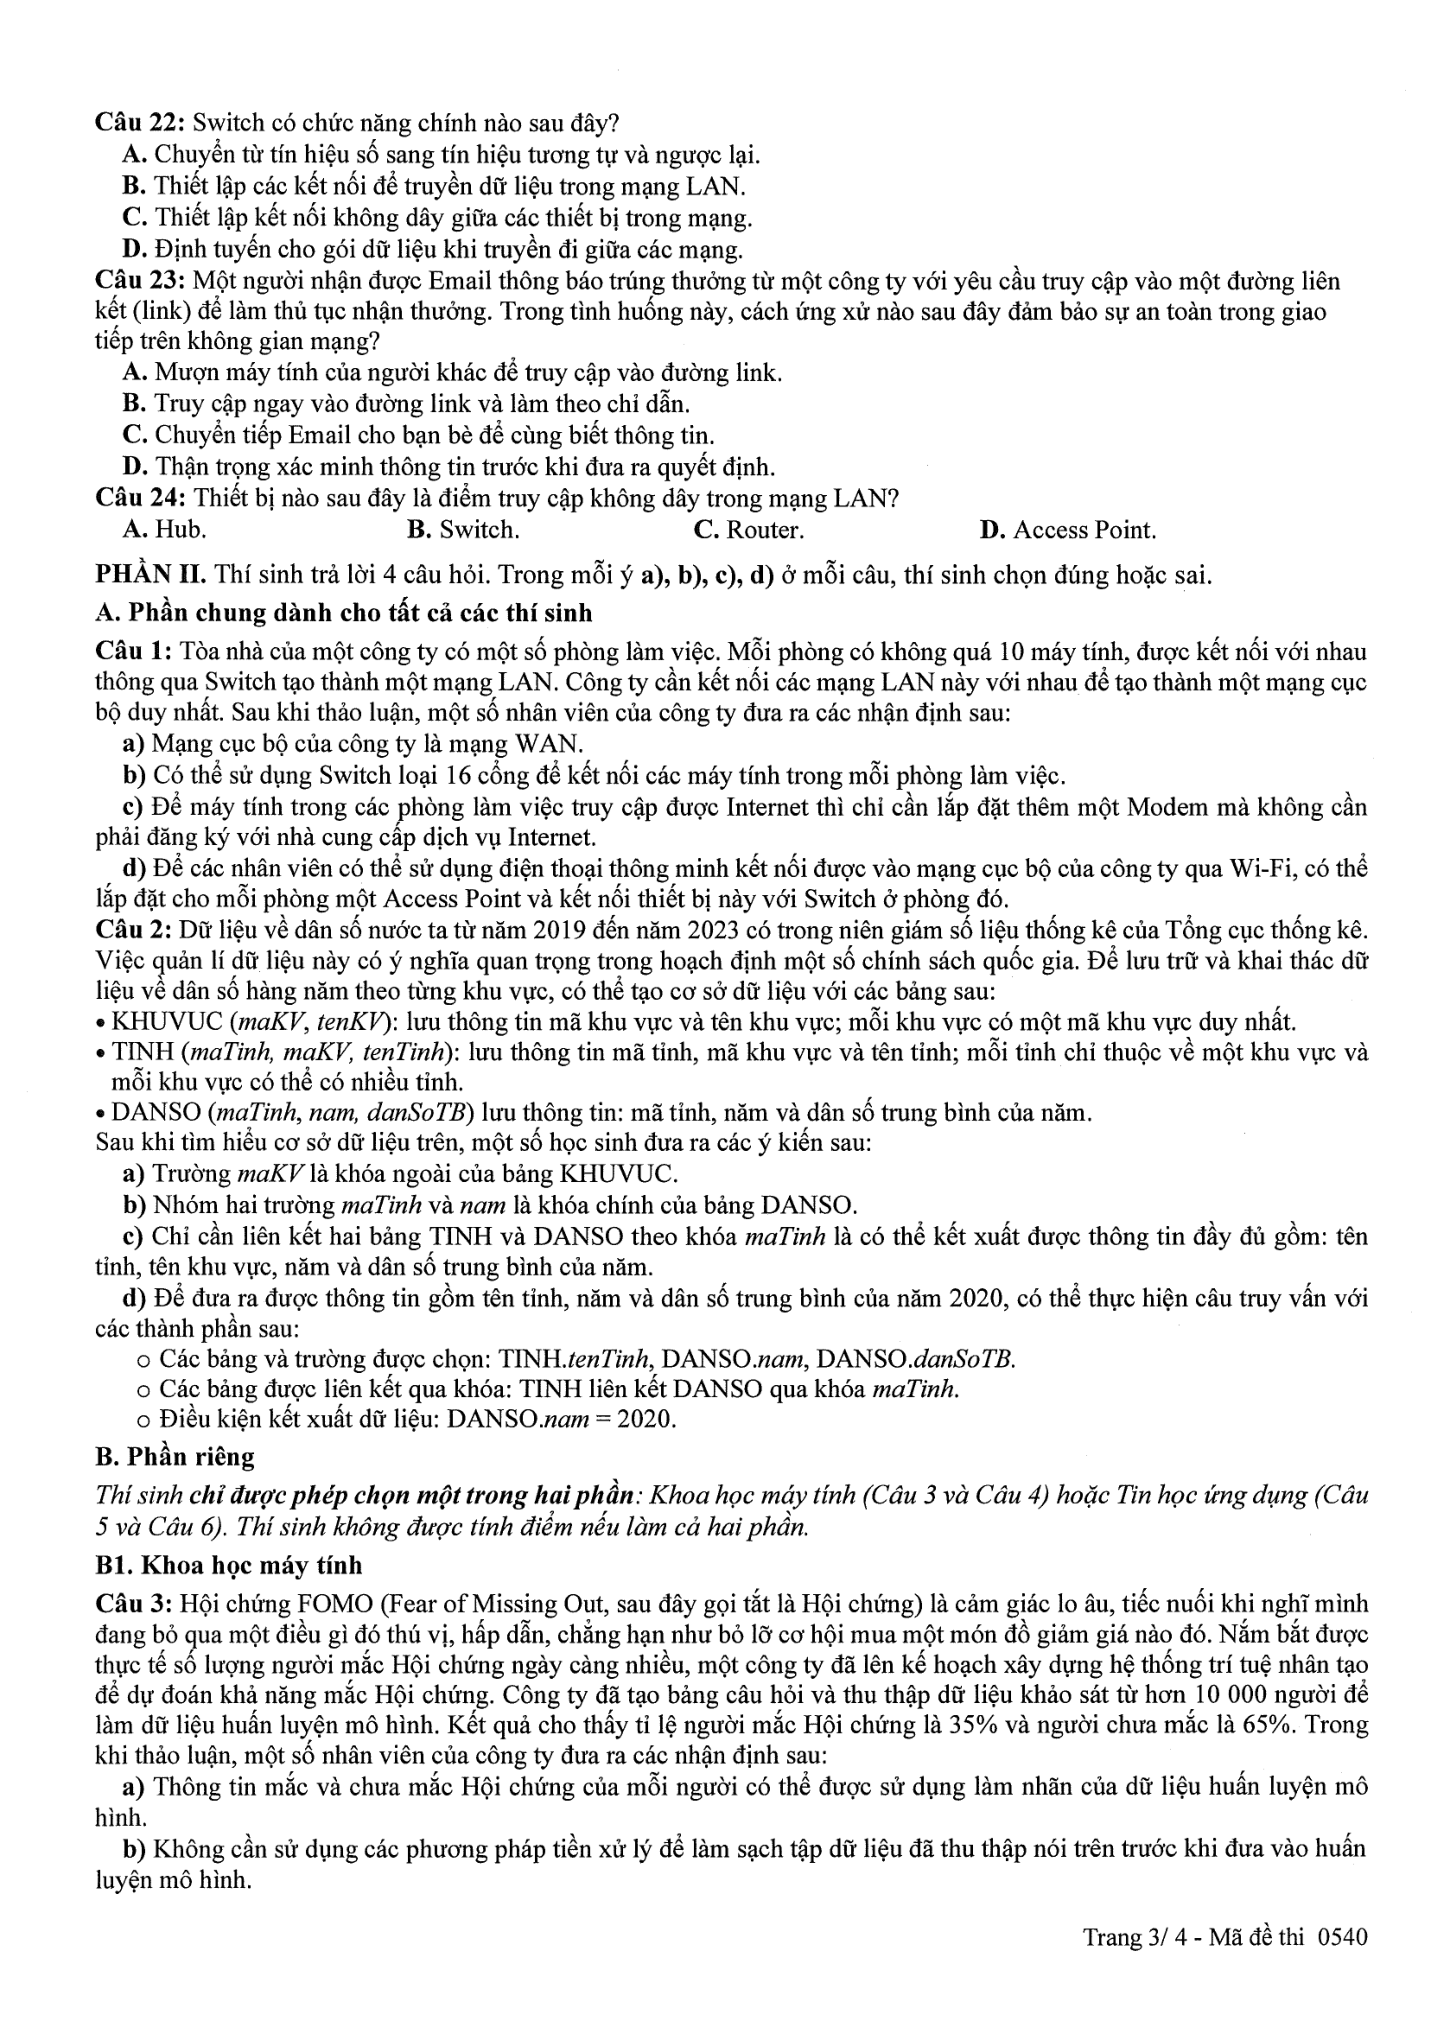 Câu 22: Switch có chức năng chính nào sau đây?
A. Chuyển từ tín hiệu số sang tín hiệu tương tự và ngược lại.
B. Thiết lập các kết nối để truyền dữ liệu trong mạng LAN.
C. Thiết lập kết nối không dây giữa các thiết bị trong mạng.
D. Định tuyến cho gói dữ liệu khi truyền đi giữa các mạng.
Câu 23: Một người nhận được Email thông báo trúng thưởng từ một công ty với yêu cầu truy cập vào một đường liên
kết (link) để làm thủ tục nhận thưởng. Trong tình huống này, cách ứng xử nào sau đây đảm bảo sự an toàn trong giao
tiếp trên không gian mạng?
A. Mượn máy tính của người khác để truy cập vào đường link.
B. Truy cập ngay vào đường link và làm theo chỉ dẫn.
C. Chuyển tiếp Email cho bạn bè để cùng biết thông tin.
D. Thận trọng xác minh thông tin trước khi đưa ra quyết định.
Câu 24: Thiết bị nào sau đây là điểm truy cập không dây trong mạng LAN?
A. Hub. B. Switch. C. Router. D. Access Point.
PHẦN II. Thí sinh trả lời 4 câu hỏi. Trong mỗi ý a), b), c), d) ở mỗi câu, thí sinh chọn đúng hoặc sai.
A. Phần chung dành cho tất cả các thí sinh
Câu 1: Tòa nhà của một công ty có một số phòng làm việc. Mỗi phòng có không quá 10 máy tính, được kết nối với nhau
thông qua Switch tạo thành một mạng LAN. Công ty cần kết nối các mạng LAN này với nhau để tạo thành một mạng cục
bộ duy nhất. Sau khi thảo luận, một số nhân viên của công ty đưa ra các nhận định sau:
a) Mạng cục bộ của công ty là mạng WAN.
b) Có thể sử dụng Switch loại 16 cổng để kết nối các máy tính trong mỗi phòng làm việc.
c) Để máy tính trong các phòng làm việc truy cập được Internet thì chỉ cần lắp đặt thêm một Modem mà không cần
phải đăng ký với nhà cung cấp dịch vụ Internet.
d) Để các nhân viên có thể sử dụng điện thoại thông minh kết nối được vào mạng cục bộ của công ty qua Wi-Fi, có thể
lắp đặt cho mỗi phòng một Access Point và kết nối thiết bị này với Switch ở phòng đó.
Câu 2: Dữ liệu về dân số nước ta từ năm 2019 đến năm 2023 có trong niên giám số liệu thống kê của Tổng cục thống kê.
Việc quản lí dữ liệu này có ý nghĩa quan trọng trong hoạch định một số chính sách quốc gia. Để lưu trữ và khai thác dữ
liệu về dân số hàng năm theo từng khu vực, có thể tạo cơ sở dữ liệu với các bảng sau:
• KHUVUC (maKV, tenKV): lưu thông tin mã khu vực và tên khu vực; mỗi khu vực có một mã khu vực duy nhất.
• TINH (maTinh, maKV, tenTinh): lưu thông tin mã tỉnh, mã khu vực và tên tỉnh; mỗi tỉnh chỉ thuộc về một khu vực và
mỗi khu vực có thể có nhiều tỉnh.
• DANSO (maTinh, nam, danSoTB) lưu thông tin: mã tỉnh, năm và dân số trung bình của năm.
Sau khi tìm hiểu cơ sở dữ liệu trên, một số học sinh đưa ra các ý kiến sau:
a) Trường maKV là khóa ngoài của bảng KHUVUC.
b) Nhóm hai trường maTinh và nam là khóa chính của bảng DANSO.
c) Chỉ cần liên kết hai bảng TINH và DANSO theo khóa maTinh là có thể kết xuất được thông tin đầy đủ gồm: tên
tỉnh, tên khu vực, năm và dân số trung bình của năm.
d) Để đưa ra được thông tin gồm tên tỉnh, năm và dân số trung bình của năm 2020, có thể thực hiện câu truy vấn với
các thành phần sau:
○ Các bảng và trường được chọn: TINH.tenTinh, DANSO.nam, DANSO.danSoTB.
○ Các bảng được liên kết qua khóa: TINH liên kết DANSO qua khóa maTinh.
○ Điều kiện kết xuất dữ liệu: DANSO.nam = 2020.
B. Phần riêng
Thí sinh chỉ được phép chọn một trong hai phần: Khoa học máy tính (Câu 3 và Câu 4) hoặc Tin học ứng dụng (Câu
5 và Câu 6). Thí sinh không được tính điểm nếu làm cả hai phần.
B1. Khoa học máy tính
Câu 3: Hội chứng FOMO (Fear of Missing Out, sau đây gọi tắt là Hội chứng) là cảm giác lo âu, tiếc nuối khi nghĩ mình
đang bỏ qua một điều gì đó thú vị, hấp dẫn, chẳng hạn như bỏ lỡ cơ hội mua một món đồ giảm giá nào đó. Nắm bắt được
thực tế số lượng người mắc Hội chứng ngày càng nhiều, một công ty đã lên kế hoạch xây dựng hệ thống trí tuệ nhân tạo
để dự đoán khả năng mắc Hội chứng. Công ty đã tạo bảng câu hỏi và thu thập dữ liệu khảo sát từ hơn 10 000 người để
làm dữ liệu huấn luyện mô hình. Kết quả cho thấy tỉ lệ người mắc Hội chứng là 35% và người chưa mắc là 65%. Trong
khi thảo luận, một số nhân viên của công ty đưa ra các nhận định sau:
a) Thông tin mắc và chưa mắc Hội chứng của mỗi người có thể được sử dụng làm nhãn của dữ liệu huấn luyện mô
hình.
b) Không cần sử dụng các phương pháp tiền xử lý để làm sạch tập dữ liệu đã thu thập nói trên trước khi đưa vào huấn
luyện mô hình.
Trang 3/ 4 - Mã đề thi 0540